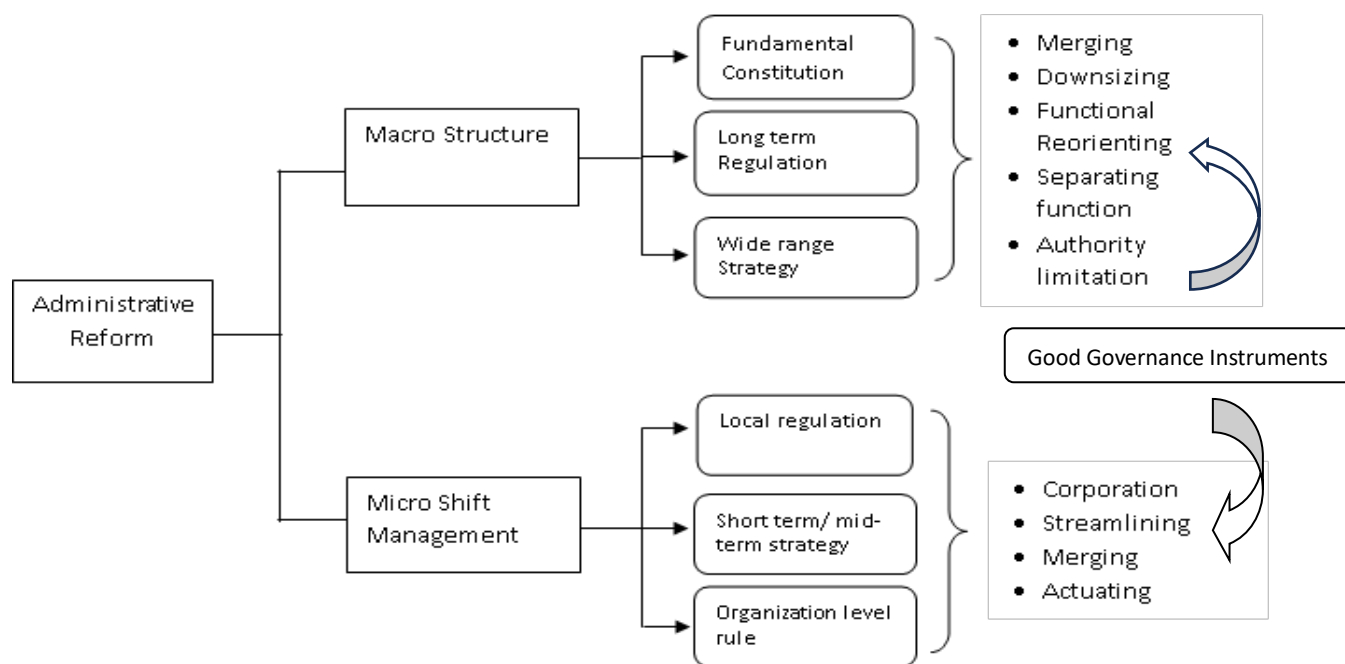 Administrative
Reform
Macro Structure
Micro Shift
Management
Fundamental
Constitution
Long term
Regulation
Wide range
Strategy
Local regulation
Short term/ mid-
term strategy
Organization level
rule
• Merging
• Downsizing
• Functional
Reorienting
• Separating
function
• Authority
limitation
Good Governance Instruments
• Corporation
• Streamlining
• Merging
• Actuating